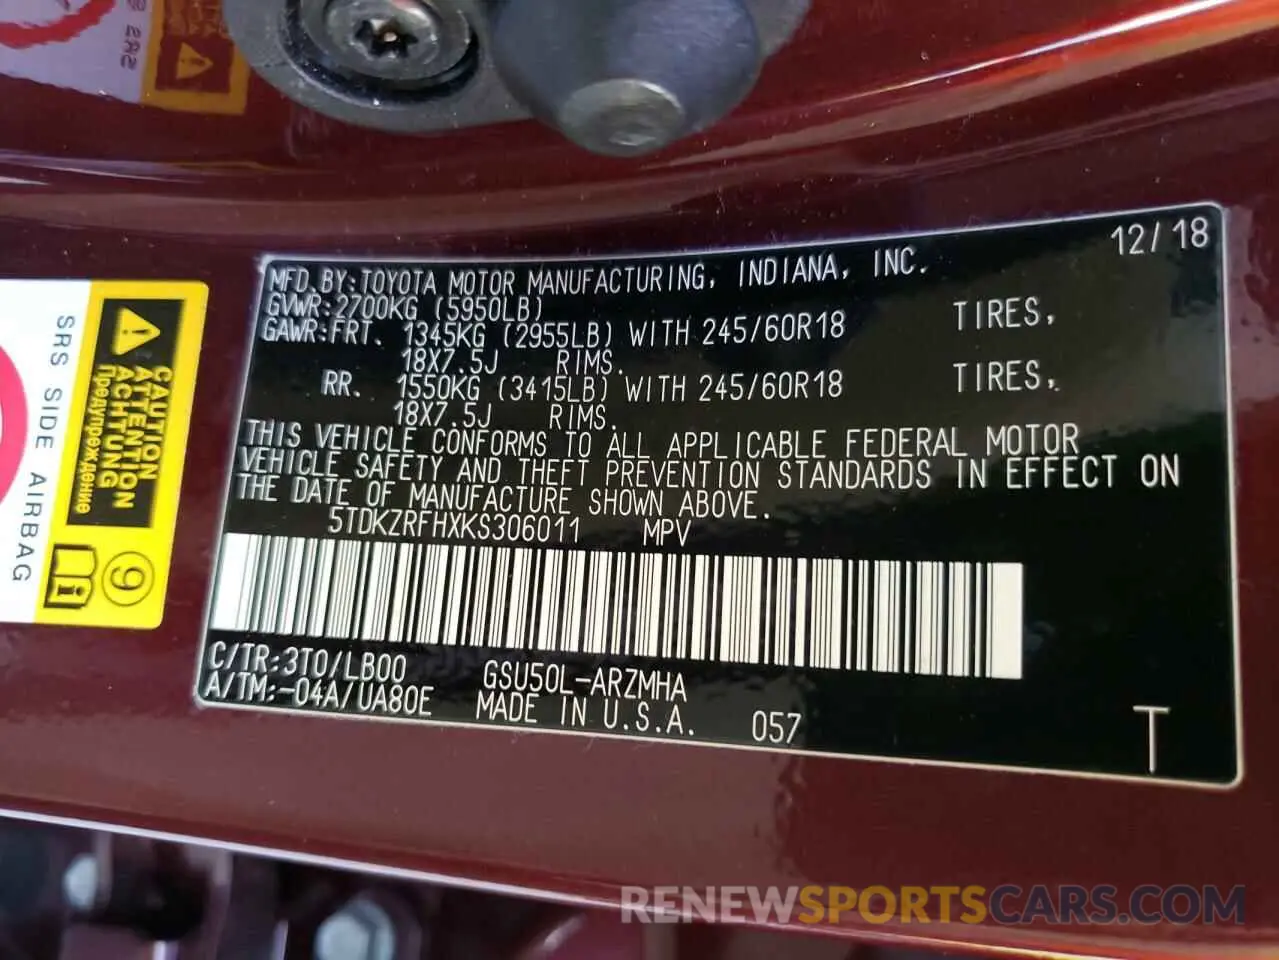 MFD.BY:TOYOTA MOTOR MANUFACTURING, INDIANA, INC. 12/18
GVWR:2700KG (5950LB)
GAWR:FRT. 1345KG (2955LB) WITH 245/60R18 TIRES,
18X7.5J RIMS.
RR. 1550KG (3415LB) WITH 245/60R18 TIRES,
18X7.5J RIMS.
THIS VEHICLE CONFORMS TO ALL APPLICABLE FEDERAL MOTOR
VEHICLE SAFETY AND THEFT PREVENTION STANDARDS IN EFFECT ON
THE DATE OF MANUFACTURE SHOWN ABOVE.
5TDKZRFHXKS306011 MPV
C/TR:3T0/LB00 GSU50L-ARZMHA
A/TM:-04A/UA80E MADE IN U.S.A. 057 T
CAUTION
ATTENTION
ACHTUNG
Предупреждение
9
SRS SIDE AIRBAG
RENEWSPORTSCARS.COM